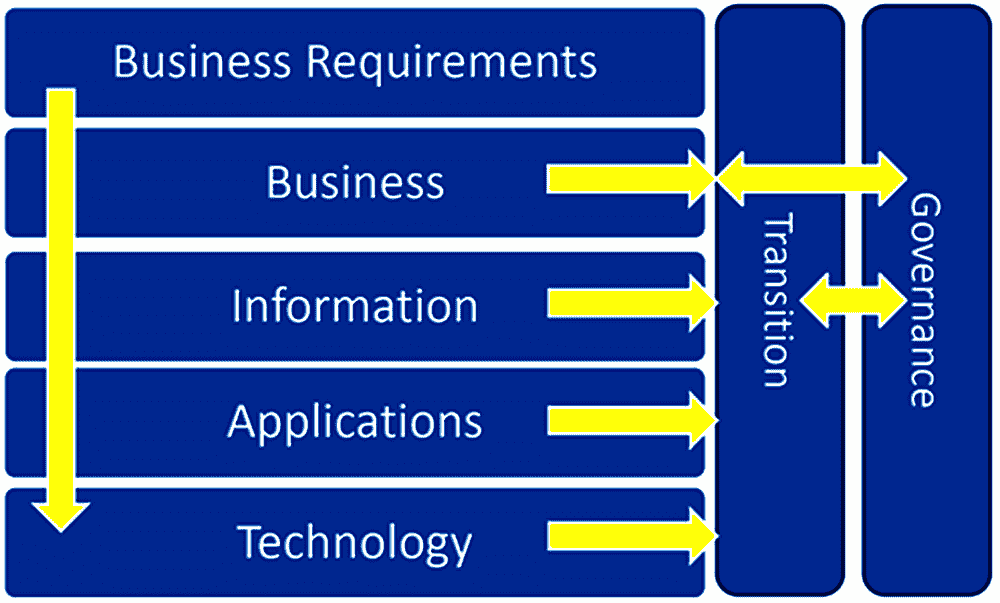 Business Requirements
Business
Information
Applications
Technology
Transition
Governance